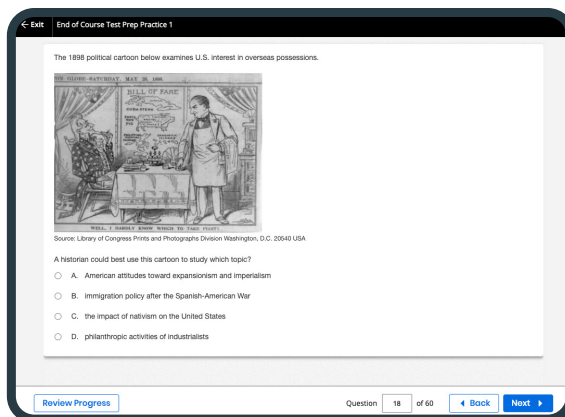 ← Exit
End of Course Test Prep Practice 1
The 1898 political cartoon below examines U.S. interest in overseas possessions.
GLOBE-SATURDAY, MAY 28, 1898.
BILL OF FARE
CUBA STEAK
PORTO RICO PIG
WELL, I HARDLY KNOW WHICH TO TAKE FIRST!
Source: Library of Congress Prints and Photographs Division Washington, D.C. 20540 USA
A historian could best use this cartoon to study which topic?
A. American attitudes toward expansionism and imperialism
B. immigration policy after the Spanish-American War
C. the impact of nativism on the United States
D. philanthropic activities of industrialists
Review Progress
Question 18 of 60
Back
Next